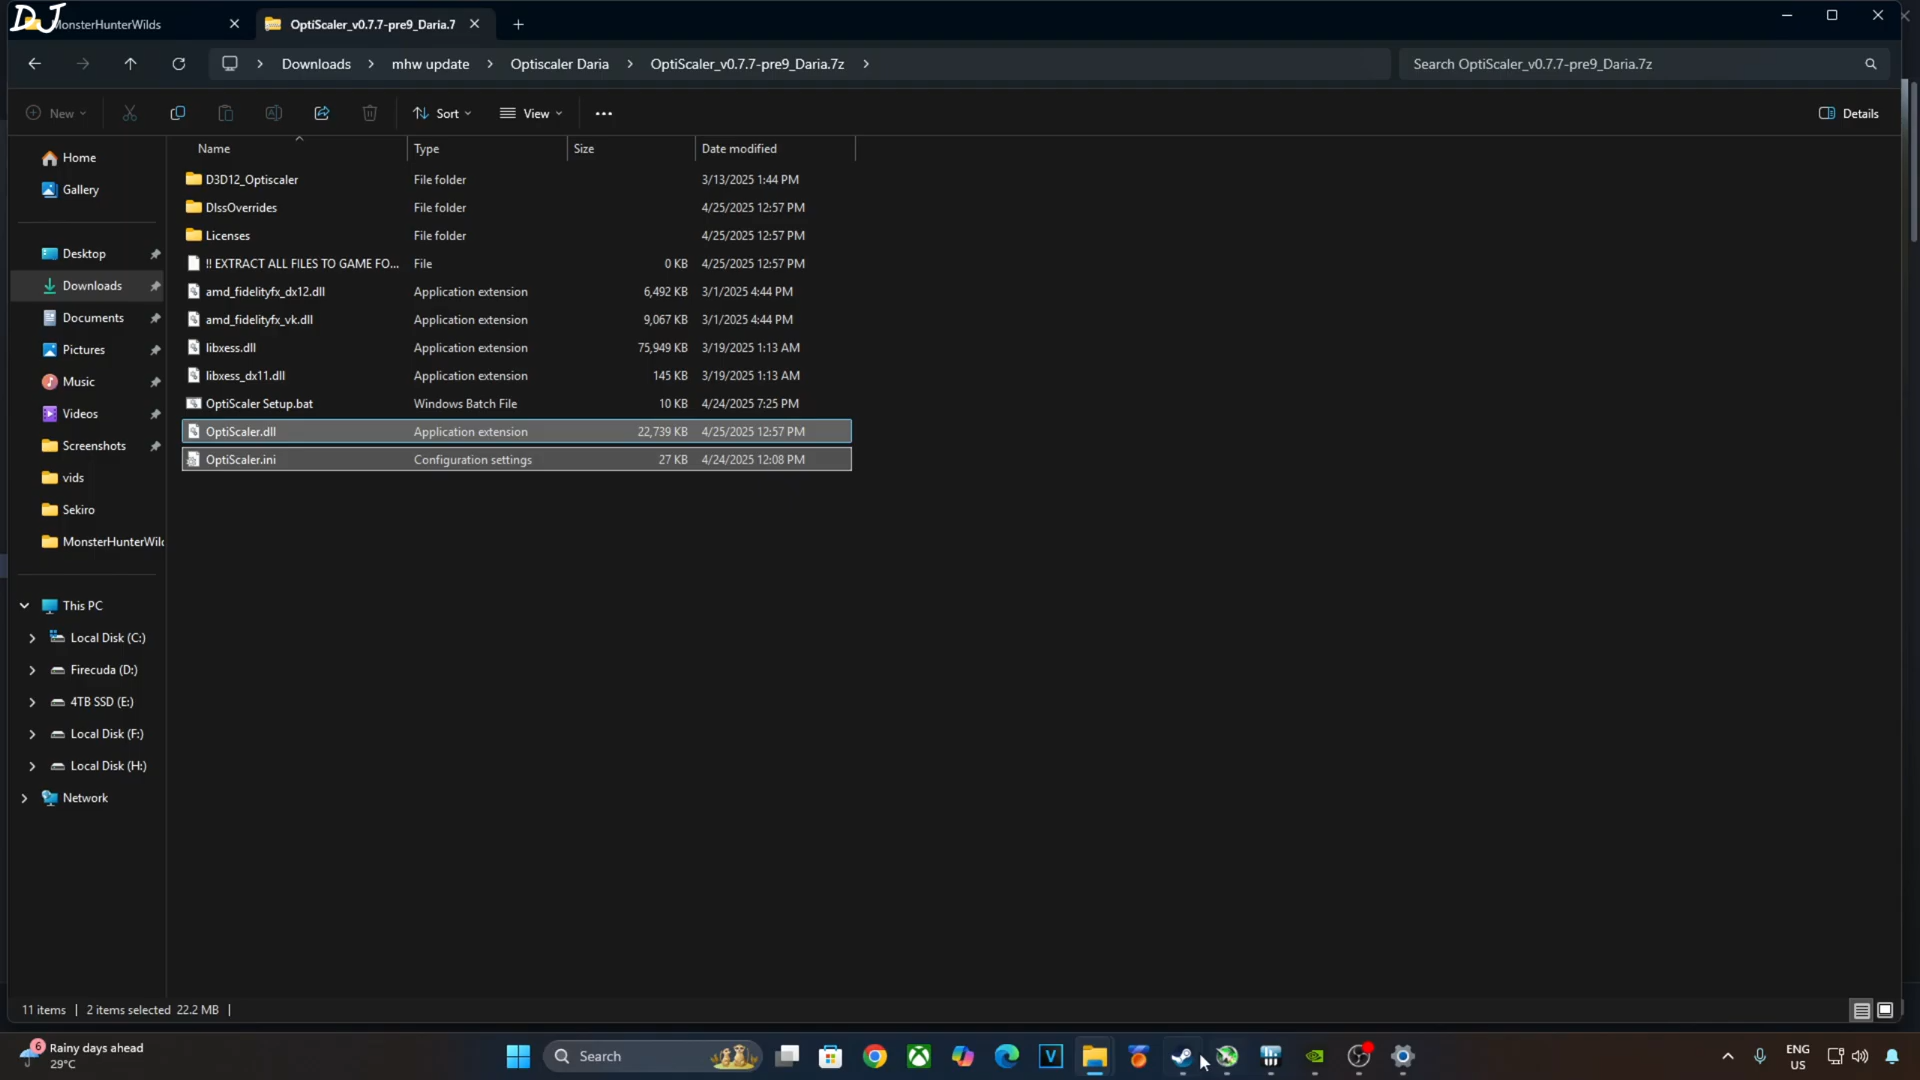 DJ
MonsterHunterWilds
OptiScaler_v0.7.7-pre9_Daria.7
Downloads
mhw update
Optiscaler Daria
OptiScaler_v0.7.7-pre9_Daria.7z
Search OptiScaler_v0.7.7-pre9_Daria.7z
New
Sort
View
Details
Name Type Size Date modified
D3D12_Optiscaler File folder 3/13/2025 1:44 PM
DlssOverrides File folder 4/25/2025 12:57 PM
Licenses File folder 4/25/2025 12:57 PM
!! EXTRACT ALL FILES TO GAME FO... File 0 KB 4/25/2025 12:57 PM
amd_fidelityfx_dx12.dll Application extension 6,492 KB 3/1/2025 4:44 PM
amd_fidelityfx_vk.dll Application extension 9,067 KB 3/1/2025 4:44 PM
libxess.dll Application extension 75,949 KB 3/19/2025 1:13 AM
libxess_dx11.dll Application extension 145 KB 3/19/2025 1:13 AM
OptiScaler Setup.bat Windows Batch File 10 KB 4/24/2025 7:25 PM
OptiScaler.dll Application extension 22,739 KB 4/25/2025 12:57 PM
OptiScaler.ini Configuration settings 27 KB 4/24/2025 12:08 PM
Home
Gallery
Desktop
Downloads
Documents
Pictures
Music
Videos
Screenshots
vids
Sekiro
MonsterHunterWild
This PC
Local Disk (C:)
Firecuda (D:)
4TB SSD (E:)
Local Disk (F:)
Local Disk (H:)
Network
11 items | 2 items selected 22.2 MB |
6
Rainy days ahead
29°C
Search
V
ENG
US